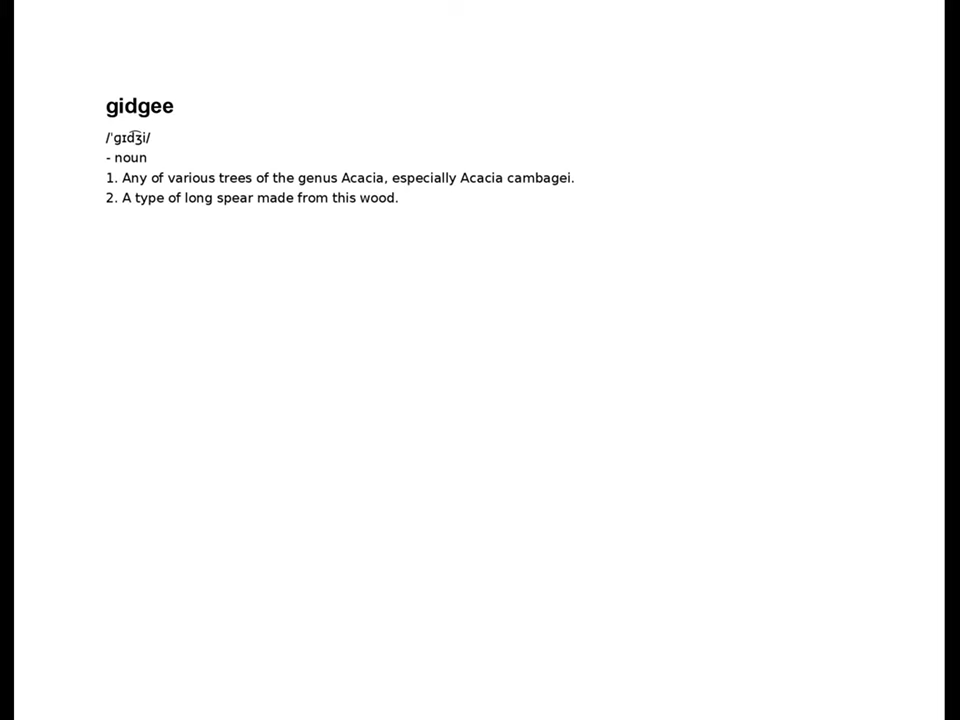 gidgee
/ˈɡɪd͡ʒi/
- noun
1. Any of various trees of the genus Acacia, especially Acacia cambagei.
2. A type of long spear made from this wood.